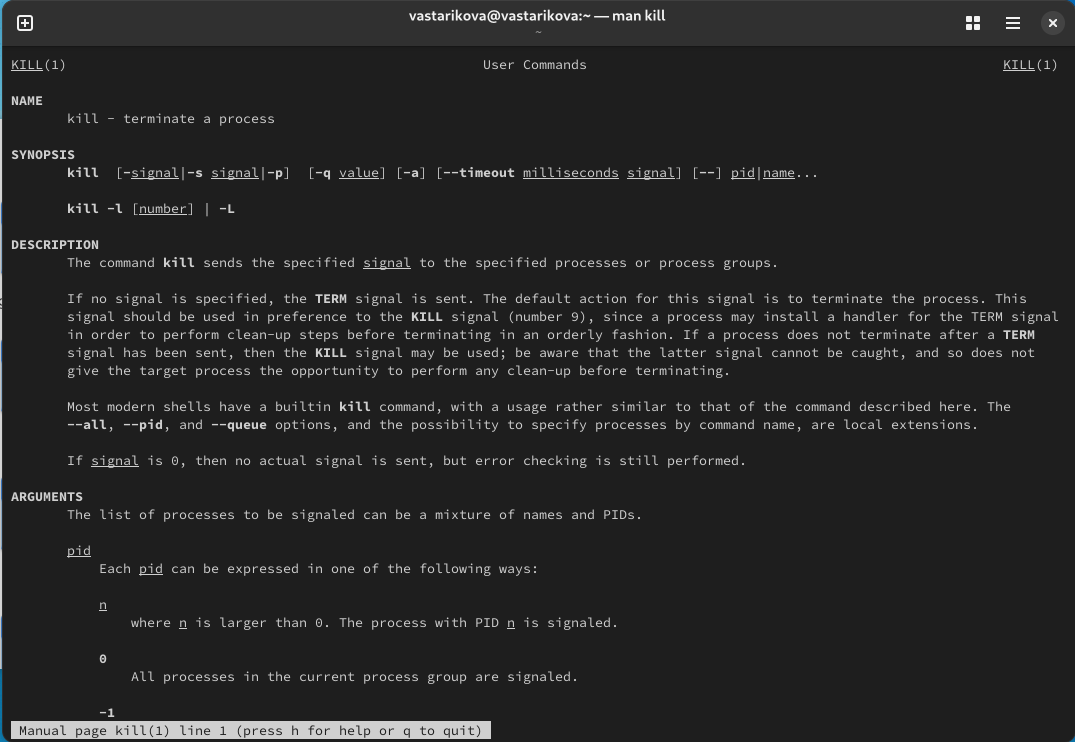 vastarikova@vastarikova:~ — man kill
~
KILL(1) User Commands KILL(1)
NAME
kill - terminate a process
SYNOPSIS
kill [-signal|-s signal|-p] [-q value] [-a] [--timeout milliseconds signal] [--] pid|name...
kill -l [number] | -L
DESCRIPTION
The command kill sends the specified signal to the specified processes or process groups.
If no signal is specified, the TERM signal is sent. The default action for this signal is to terminate the process. This
signal should be used in preference to the KILL signal (number 9), since a process may install a handler for the TERM signal
in order to perform clean-up steps before terminating in an orderly fashion. If a process does not terminate after a TERM
signal has been sent, then the KILL signal may be used; be aware that the latter signal cannot be caught, and so does not
give the target process the opportunity to perform any clean-up before terminating.
Most modern shells have a builtin kill command, with a usage rather similar to that of the command described here. The
--all, --pid, and --queue options, and the possibility to specify processes by command name, are local extensions.
If signal is 0, then no actual signal is sent, but error checking is still performed.
ARGUMENTS
The list of processes to be signaled can be a mixture of names and PIDs.
pid
Each pid can be expressed in one of the following ways:
n
where n is larger than 0. The process with PID n is signaled.
0
All processes in the current process group are signaled.
-1
Manual page kill(1) line 1 (press h for help or q to quit)